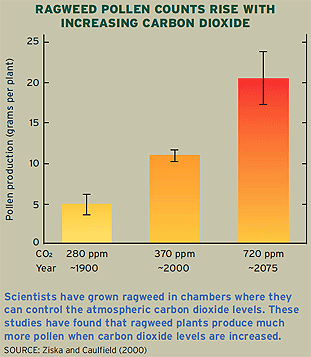 RAGWEED POLLEN COUNTS RISE WITH
INCREASING CARBON DIOXIDE
Pollen production (grams per plant)
25
20
15
10
5
0
CO₂ 280 ppm 370 ppm 720 ppm
Year ~1900 ~2000 ~2075
Scientists have grown ragweed in chambers where they
can control the atmospheric carbon dioxide levels. These
studies have found that ragweed plants produce much
more pollen when carbon dioxide levels are increased.
SOURCE: Ziska and Caulfield (2000)